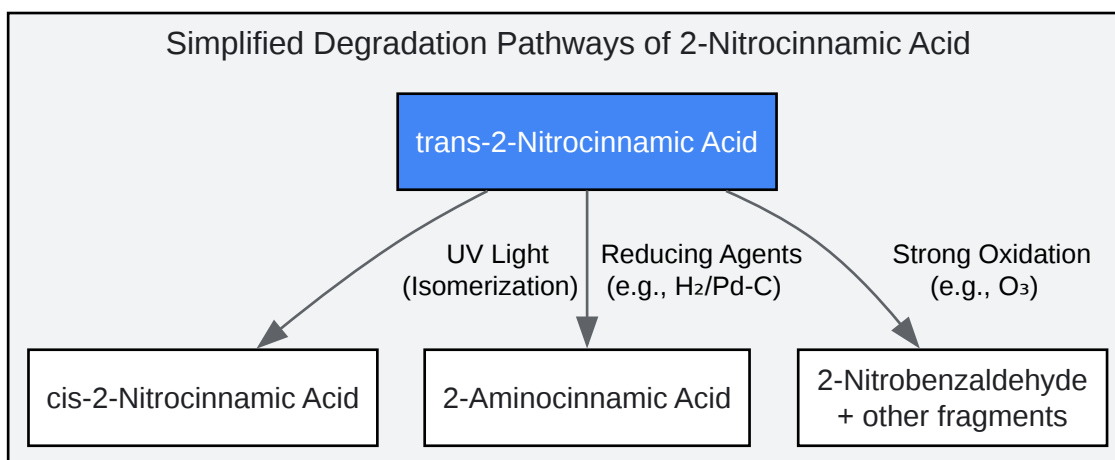 Simplified Degradation Pathways of 2-Nitrocinnamic Acid
trans-2-Nitrocinnamic Acid
UV Light
(Isomerization)
Reducing Agents
(e.g., H₂/Pd-C)
Strong Oxidation
(e.g., O₃)
cis-2-Nitrocinnamic Acid
2-Aminocinnamic Acid
2-Nitrobenzaldehyde
+ other fragments